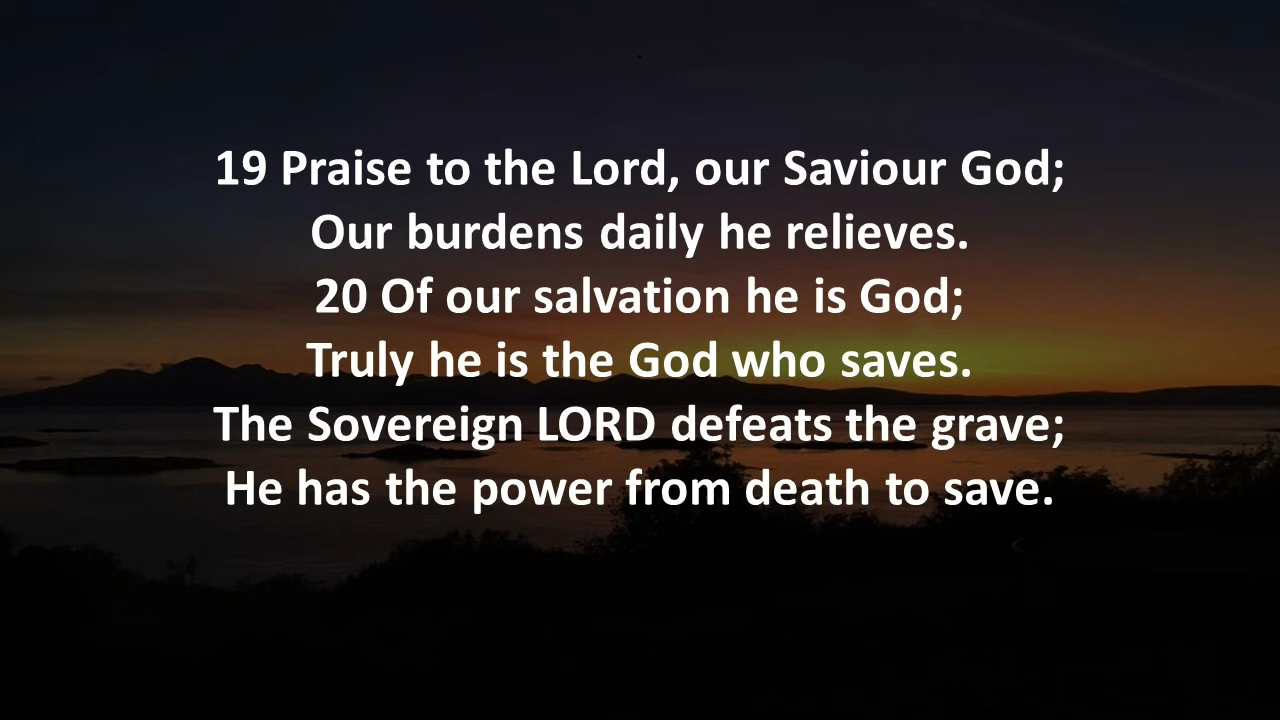 19 Praise to the Lord, our Saviour God;
Our burdens daily he relieves.
20 Of our salvation he is God;
Truly he is the God who saves.
The Sovereign LORD defeats the grave;
He has the power from death to save.